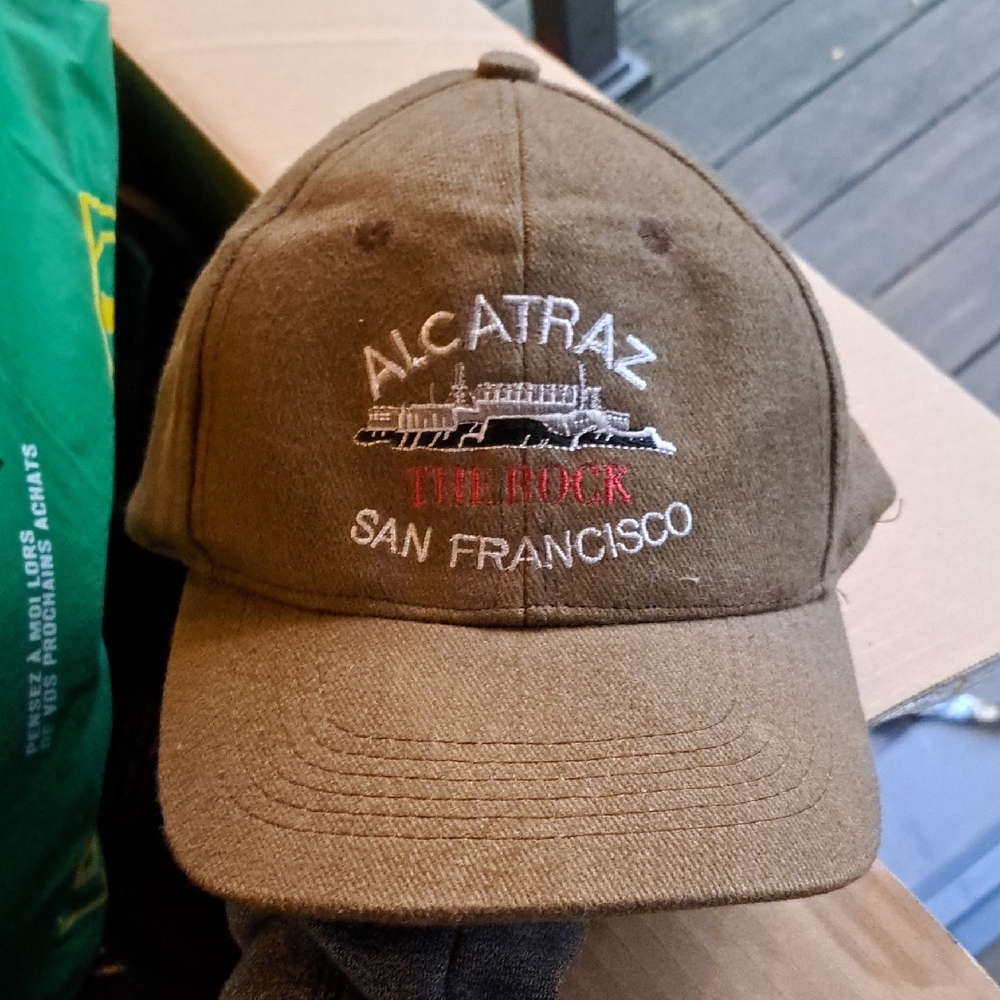 ALCATRAZ
THE ROCK
SAN FRANCISCO
PENSEZ À MOI LORS
DE VOS PROCHAINS ACHATS